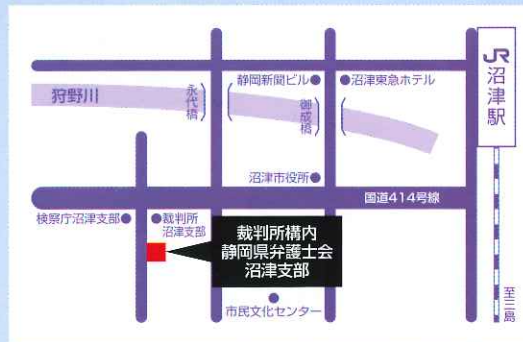 JR沼津駅
静岡新聞ビル
沼津東急ホテル
狩野川
永代橋
御成橋
沼津市役所
国道414号線
検察庁沼津支部
裁判所
沼津支部
裁判所構内
静岡県弁護士会
沼津支部
市民文化センター
至三島